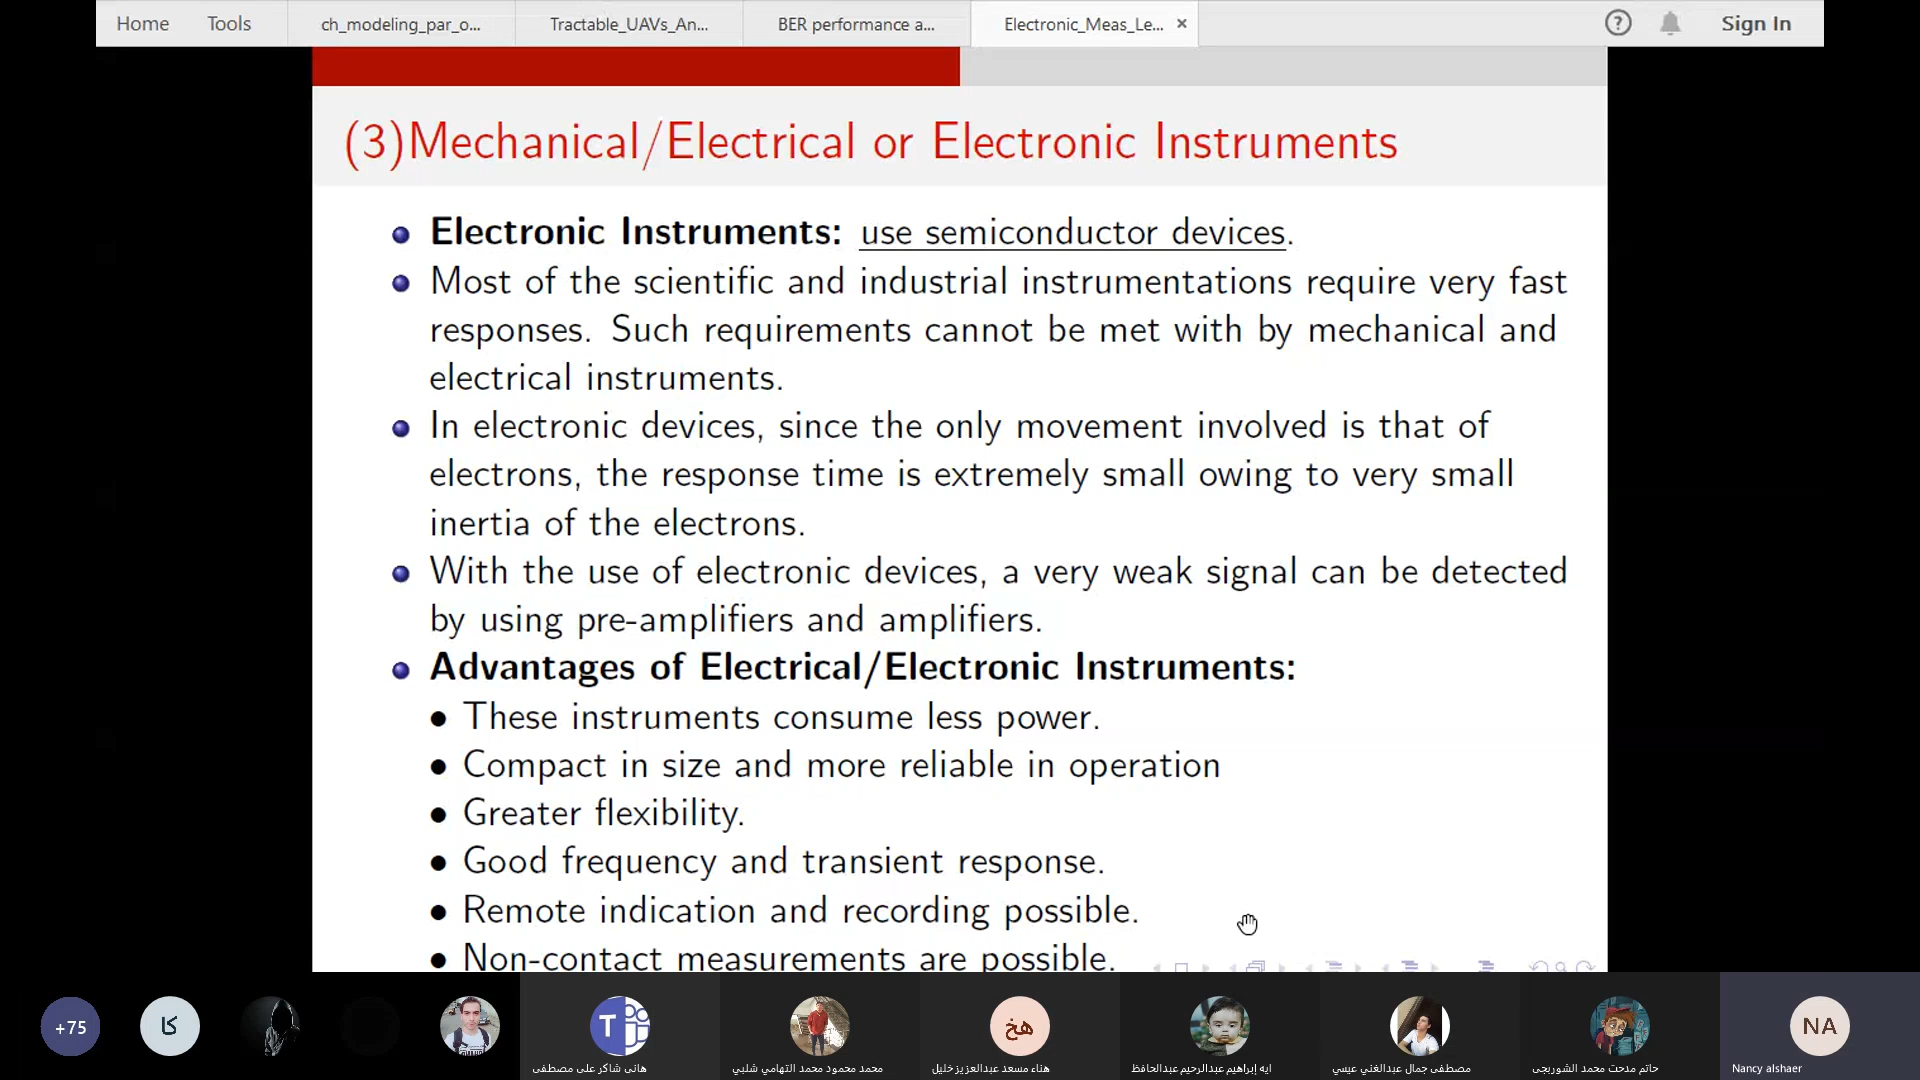 Home Tools ch_modeling_par_o... Tractable_UAVs_An... BER performance a... Electronic_Meas_Le... × ? Sign In
(3)Mechanical/Electrical or Electronic Instruments
Electronic Instruments: use semiconductor devices.
Most of the scientific and industrial instrumentations require very fast
responses. Such requirements cannot be met with by mechanical and
electrical instruments.
In electronic devices, since the only movement involved is that of
electrons, the response time is extremely small owing to very small
inertia of the electrons.
With the use of electronic devices, a very weak signal can be detected
by using pre-amplifiers and amplifiers.
Advantages of Electrical/Electronic Instruments:
• These instruments consume less power.
• Compact in size and more reliable in operation
• Greater flexibility.
• Good frequency and transient response.
• Remote indication and recording possible.
• Non-contact measurements are possible.
+75 كا T هخ NA
هانى شاكر على مصطفى محمد محمود محمد التهامي شلبي هناء مسعد عبدالعزيز خليل ايه إبراهيم عبدالرحيم عبدالحافظ مصطفى جمال عبدالغني عيسي حاتم مدحت محمد الشوربجى Nancy alshaer